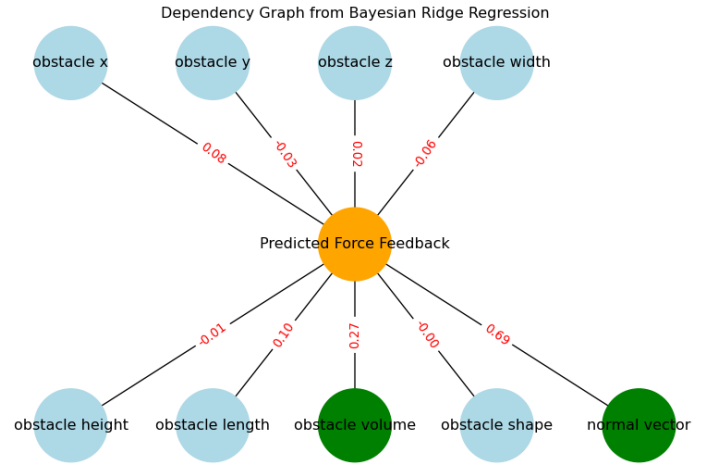 Dependency Graph from Bayesian Ridge Regression
obstacle x
obstacle y
obstacle z
obstacle width
0.08
-0.03
0.02
-0.06
Predicted Force Feedback
-0.01
0.10
0.27
-0.00
0.69
obstacle height
obstacle length
obstacle volume
obstacle shape
normal vector